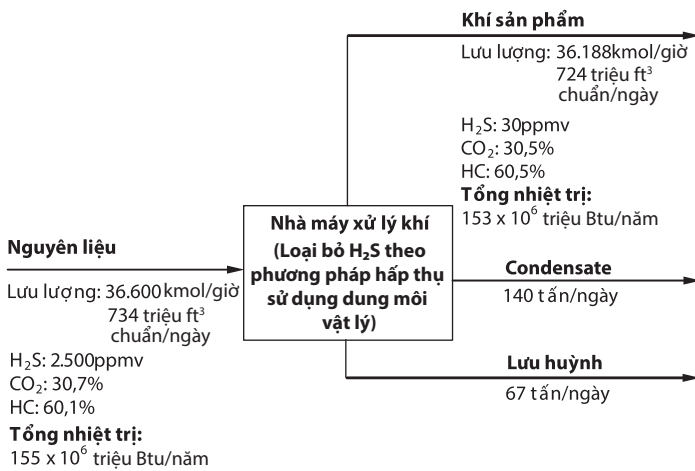 Khí sản phẩm
Lưu lượng: 36.188kmol/giờ
724 triệu ft³
chuẩn/ngày
H₂S: 30ppmv
CO₂: 30,5%
HC: 60,5%
Tổng nhiệt trị:
153 x 10⁶ triệu Btu/năm
Nguyên liệu
Lưu lượng: 36.600 kmol/giờ
734 triệu ft³
chuẩn/ngày
H₂S: 2.500ppmv
CO₂: 30,7%
HC: 60,1%
Tổng nhiệt trị:
155 x 10⁶ triệu Btu/năm
Nhà máy xử lý khí
(Loại bỏ H₂S theo
phương pháp hấp thụ
sử dụng dung môi
vật lý)
Condensate
140 tấn/ngày
Lưu huỳnh
67 tấn/ngày